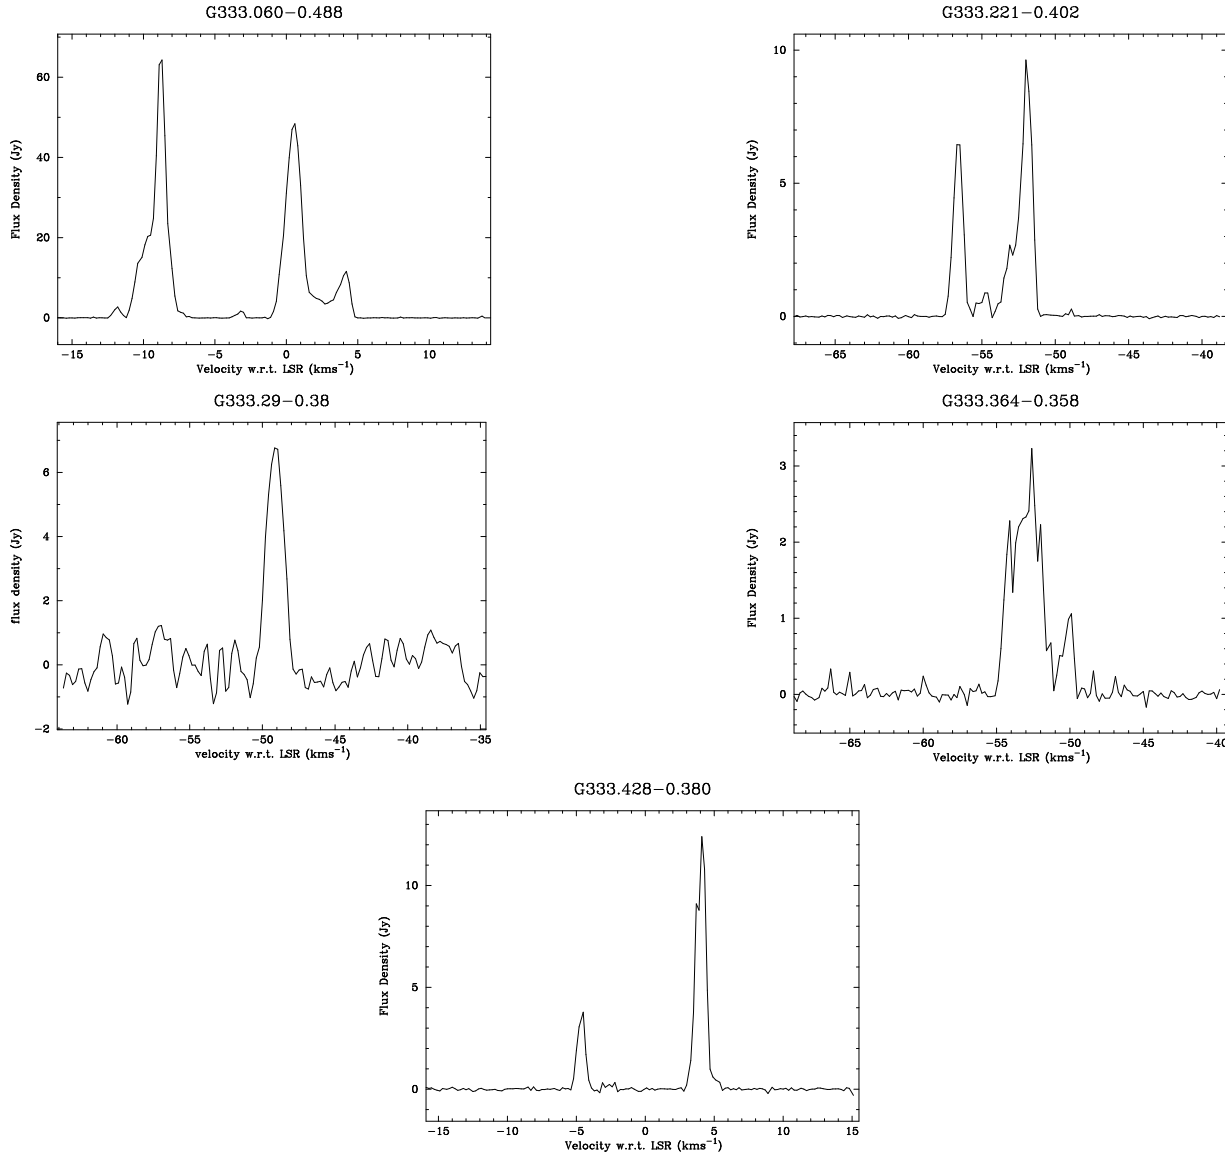 G333.060−0.488
60
40
20
0
Flux Density (Jy)
−15 −10 −5 0 5 10
Velocity w.r.t. LSR (kms⁻¹)
G333.221−0.402
10
5
0
Flux Density (Jy)
−65 −60 −55 −50 −45 −40
Velocity w.r.t. LSR (kms⁻¹)
G333.29−0.38
6
4
2
0
−2
flux density (Jy)
−60 −55 −50 −45 −40 −35
velocity w.r.t. LSR (kms⁻¹)
G333.364−0.358
3
2
1
0
Flux Density (Jy)
−65 −60 −55 −50 −45 −40
Velocity w.r.t. LSR (kms⁻¹)
G333.428−0.380
10
5
0
Flux Density (Jy)
−15 −10 −5 0 5 10 15
Velocity w.r.t. LSR (kms⁻¹)